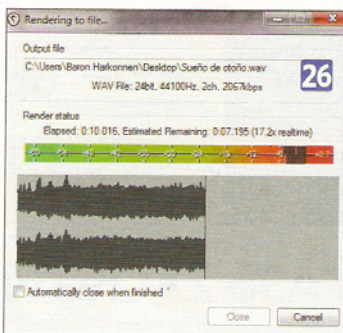 Rendering to file...
Output file
C:\Users\Baron Harkonnen\Desktop\Sueño de otoño.wav
WAV File: 24bit, 44100Hz, 2ch, 2067kbps
26
Render status
Elapsed: 0:10.016, Estimated Remaining: 0:07.195 (17.2x realtime)
Automatically close when finished
Close
Cancel